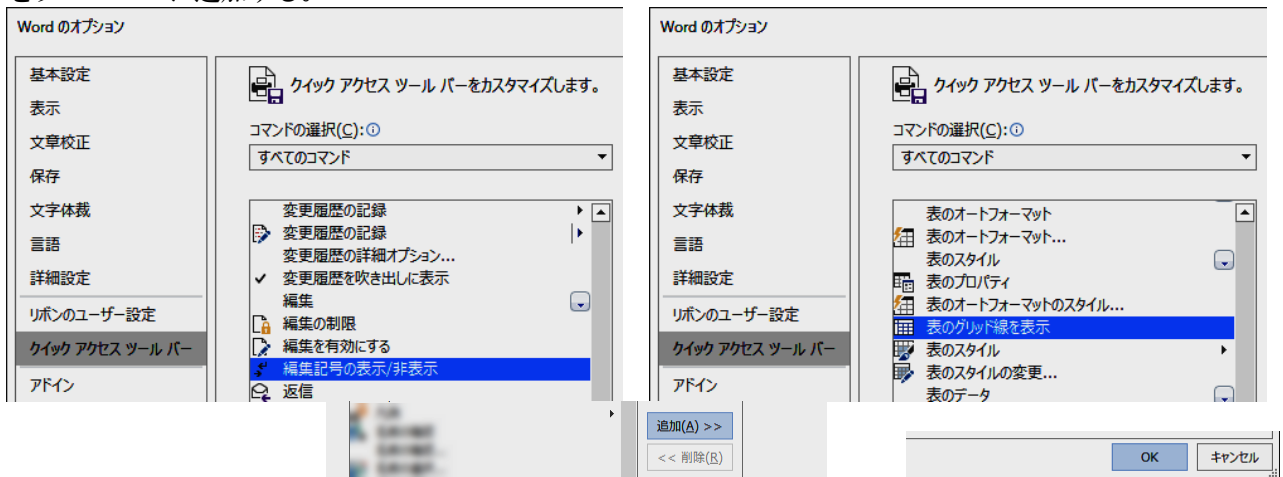 Word のオプション
基本設定
表示
文章校正
保存
文字体裁
言語
詳細設定
リボンのユーザー設定
クイック アクセス ツール バー
アドイン
クイック アクセス ツール バーをカスタマイズします。
コマンドの選択(C):
すべてのコマンド
変更履歴の記録
変更履歴の記録
変更履歴の詳細オプション...
変更履歴を吹き出しに表示
編集
編集の制限
編集を有効にする
編集記号の表示/非表示
返信
Word のオプション
基本設定
表示
文章校正
保存
文字体裁
言語
詳細設定
リボンのユーザー設定
クイック アクセス ツール バー
アドイン
クイック アクセス ツール バーをカスタマイズします。
コマンドの選択(C):
すべてのコマンド
表のオートフォーマット
表のオートフォーマット...
表のスタイル
表のプロパティ
表のオートフォーマットのスタイル...
表のグリッド線を表示
表のスタイル
表のスタイルの変更...
表のデータ
追加(A) >>
<< 削除(R)
OK
キャンセル